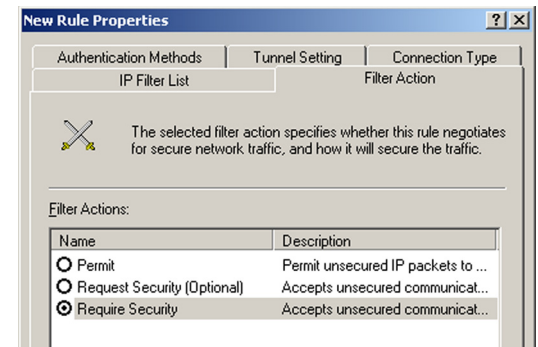 New Rule Properties
Authentication Methods Tunnel Setting Connection Type
IP Filter List Filter Action
The selected filter action specifies whether this rule negotiates
for secure network traffic, and how it will secure the traffic.
Filter Actions:
Name Description
Permit Permit unsecured IP packets to ...
Request Security (Optional) Accepts unsecured communicat...
Require Security Accepts unsecured communicat...